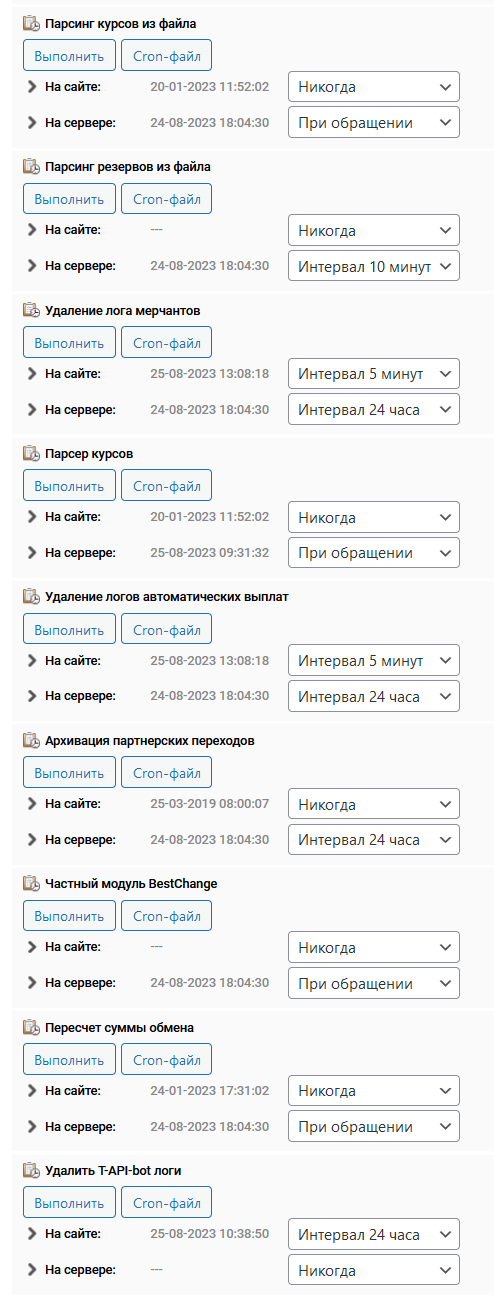 Парсинг курсов из файла
Выполнить Cron-файл
На сайте: 20-01-2023 11:52:02 Никогда
На сервере: 24-08-2023 18:04:30 При обращении
Парсинг резервов из файла
Выполнить Cron-файл
На сайте: --- Никогда
На сервере: 24-08-2023 18:04:30 Интервал 10 минут
Удаление лога мерчантов
Выполнить Cron-файл
На сайте: 25-08-2023 13:08:18 Интервал 5 минут
На сервере: 24-08-2023 18:04:30 Интервал 24 часа
Парсер курсов
Выполнить Cron-файл
На сайте: 20-01-2023 11:52:02 Никогда
На сервере: 25-08-2023 09:31:32 При обращении
Удаление логов автоматических выплат
Выполнить Cron-файл
На сайте: 25-08-2023 13:08:18 Интервал 5 минут
На сервере: 24-08-2023 18:04:30 Интервал 24 часа
Архивация партнерских переходов
Выполнить Cron-файл
На сайте: 25-03-2019 08:00:07 Никогда
На сервере: 24-08-2023 18:04:30 Интервал 24 часа
Частный модуль BestChange
Выполнить Cron-файл
На сайте: --- Никогда
На сервере: 24-08-2023 18:04:30 При обращении
Пересчет суммы обмена
Выполнить Cron-файл
На сайте: 24-01-2023 17:31:02 Никогда
На сервере: 24-08-2023 18:04:30 При обращении
Удалить T-API-bot логи
Выполнить Cron-файл
На сайте: 25-08-2023 10:38:50 Интервал 24 часа
На сервере: --- Никогда